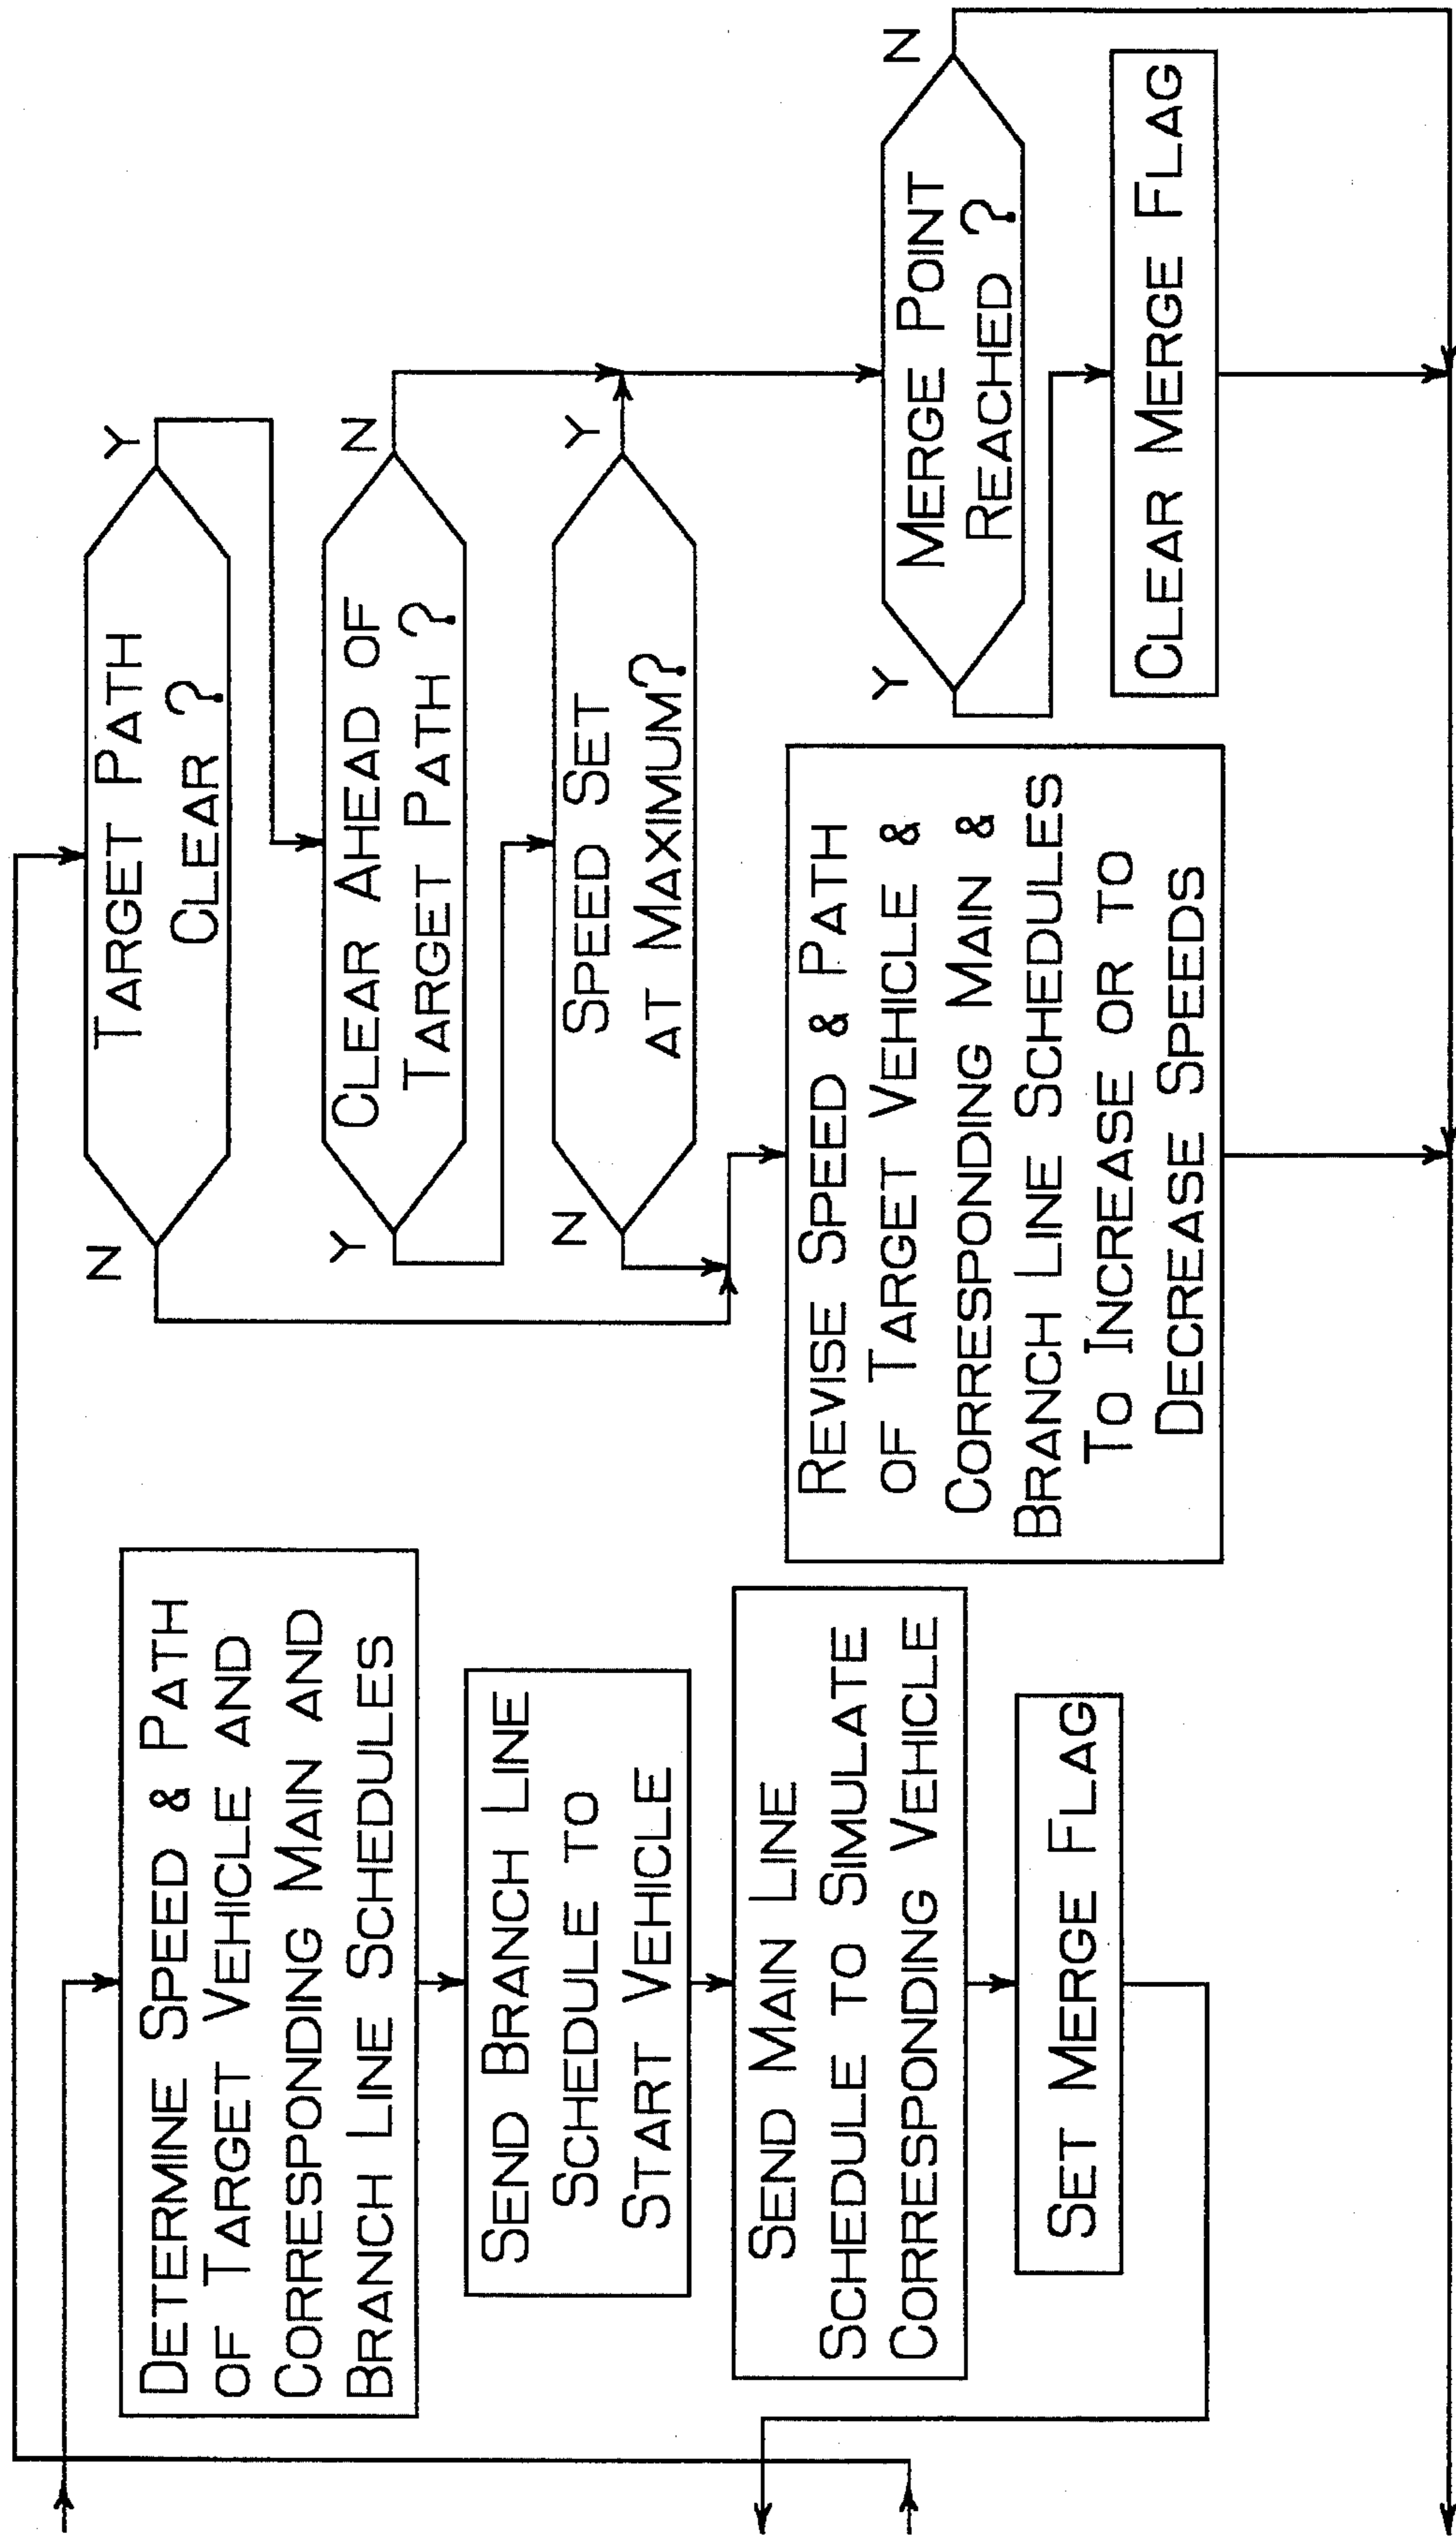 DETERMINE SPEED & PATH
OF TARGET VEHICLE AND
CORRESPONDING MAIN AND
BRANCH LINE SCHEDULES
SEND BRANCH LINE
SCHEDULE TO
START VEHICLE
SEND MAIN LINE
SCHEDULE TO SIMULATE
CORRESPONDING VEHICLE
SET MERGE FLAG
N
TARGET PATH
CLEAR ?
Y
Y
CLEAR AHEAD OF
TARGET PATH ?
N
N
SPEED SET
AT MAXIMUM?
Y
REVISE SPEED & PATH
OF TARGET VEHICLE &
CORRESPONDING MAIN &
BRANCH LINE SCHEDULES
TO INCREASE OR TO
DECREASE SPEEDS
Y
MERGE POINT
REACHED ?
N
CLEAR MERGE FLAG